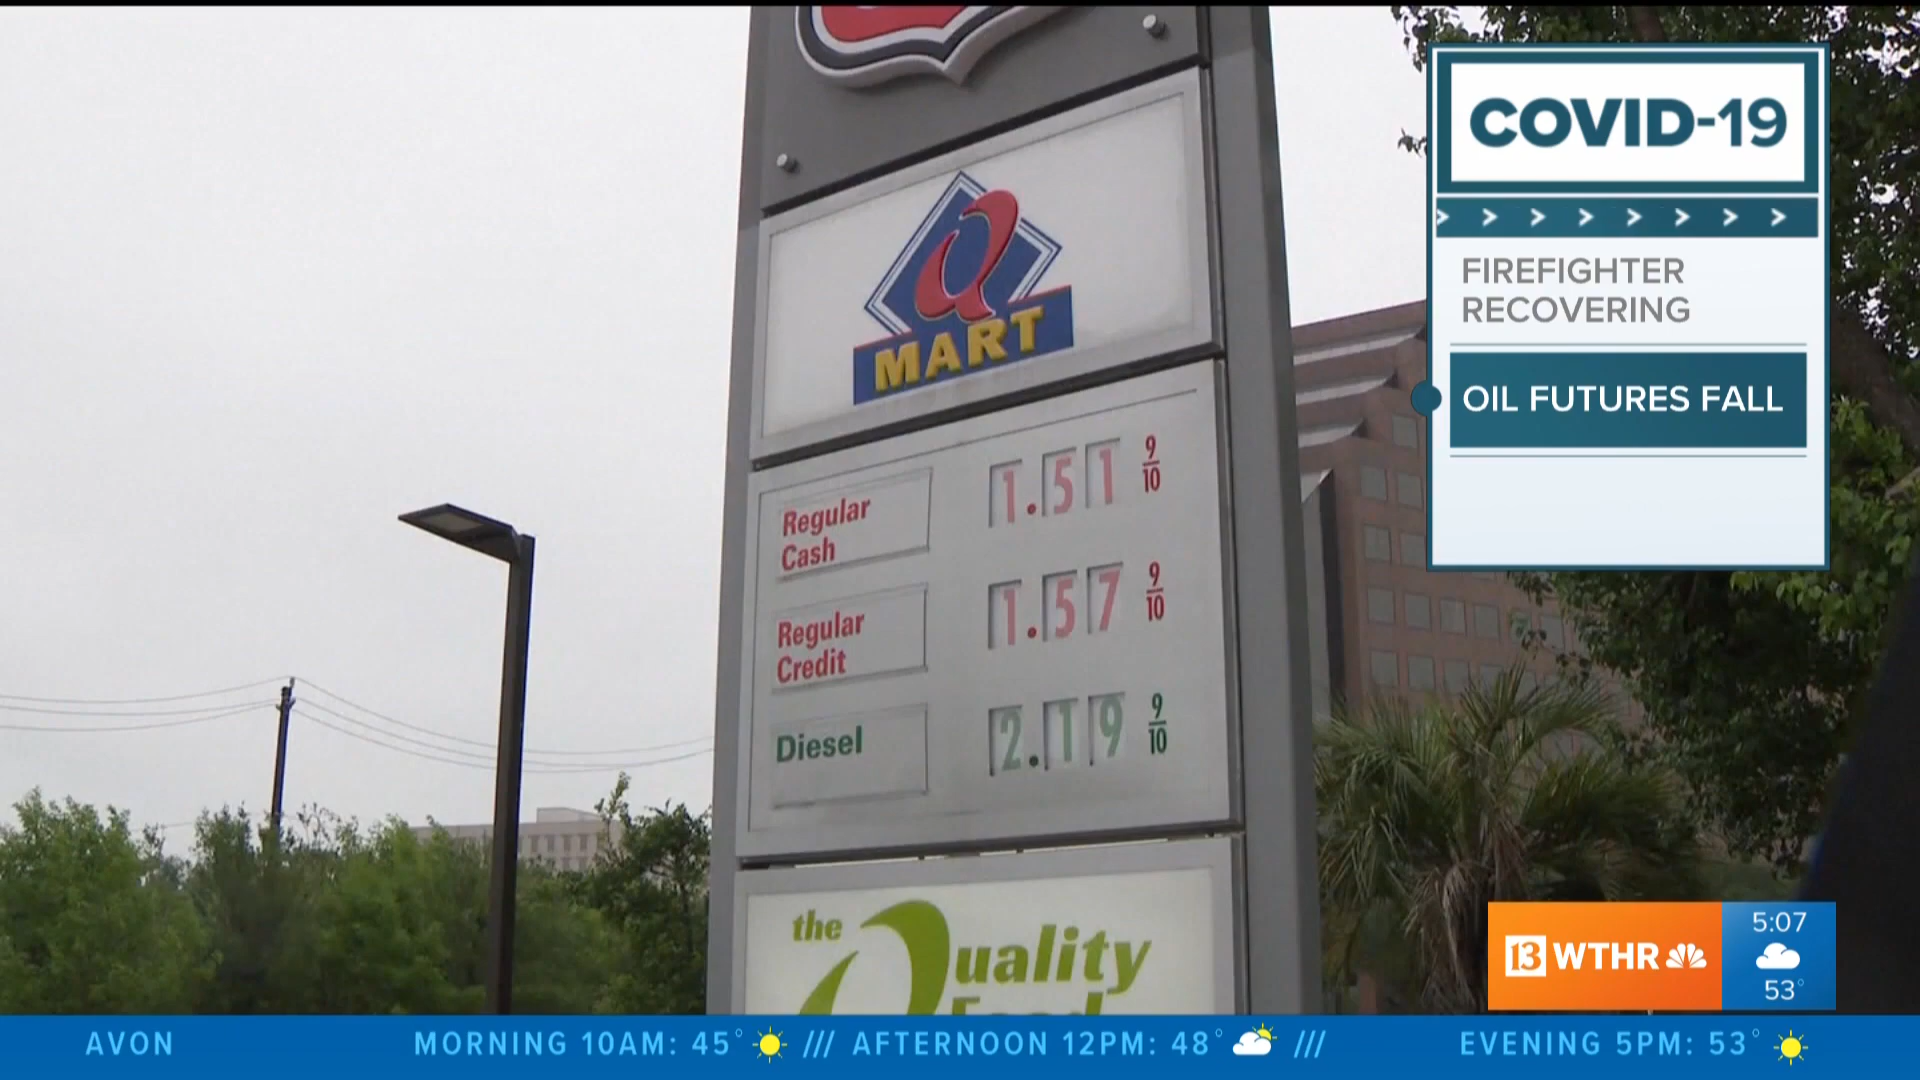 Q
MART
Regular
Cash
1.51 9/10
Regular
Credit
1.57 9/10
Diesel
2.19 9/10
the
Quality
Food
COVID-19
FIREFIGHTER
RECOVERING
OIL FUTURES FALL
13 WTHR
5:07
53°
AVON
MORNING 10AM: 45° /// AFTERNOON 12PM: 48° ///
EVENING 5PM: 53°